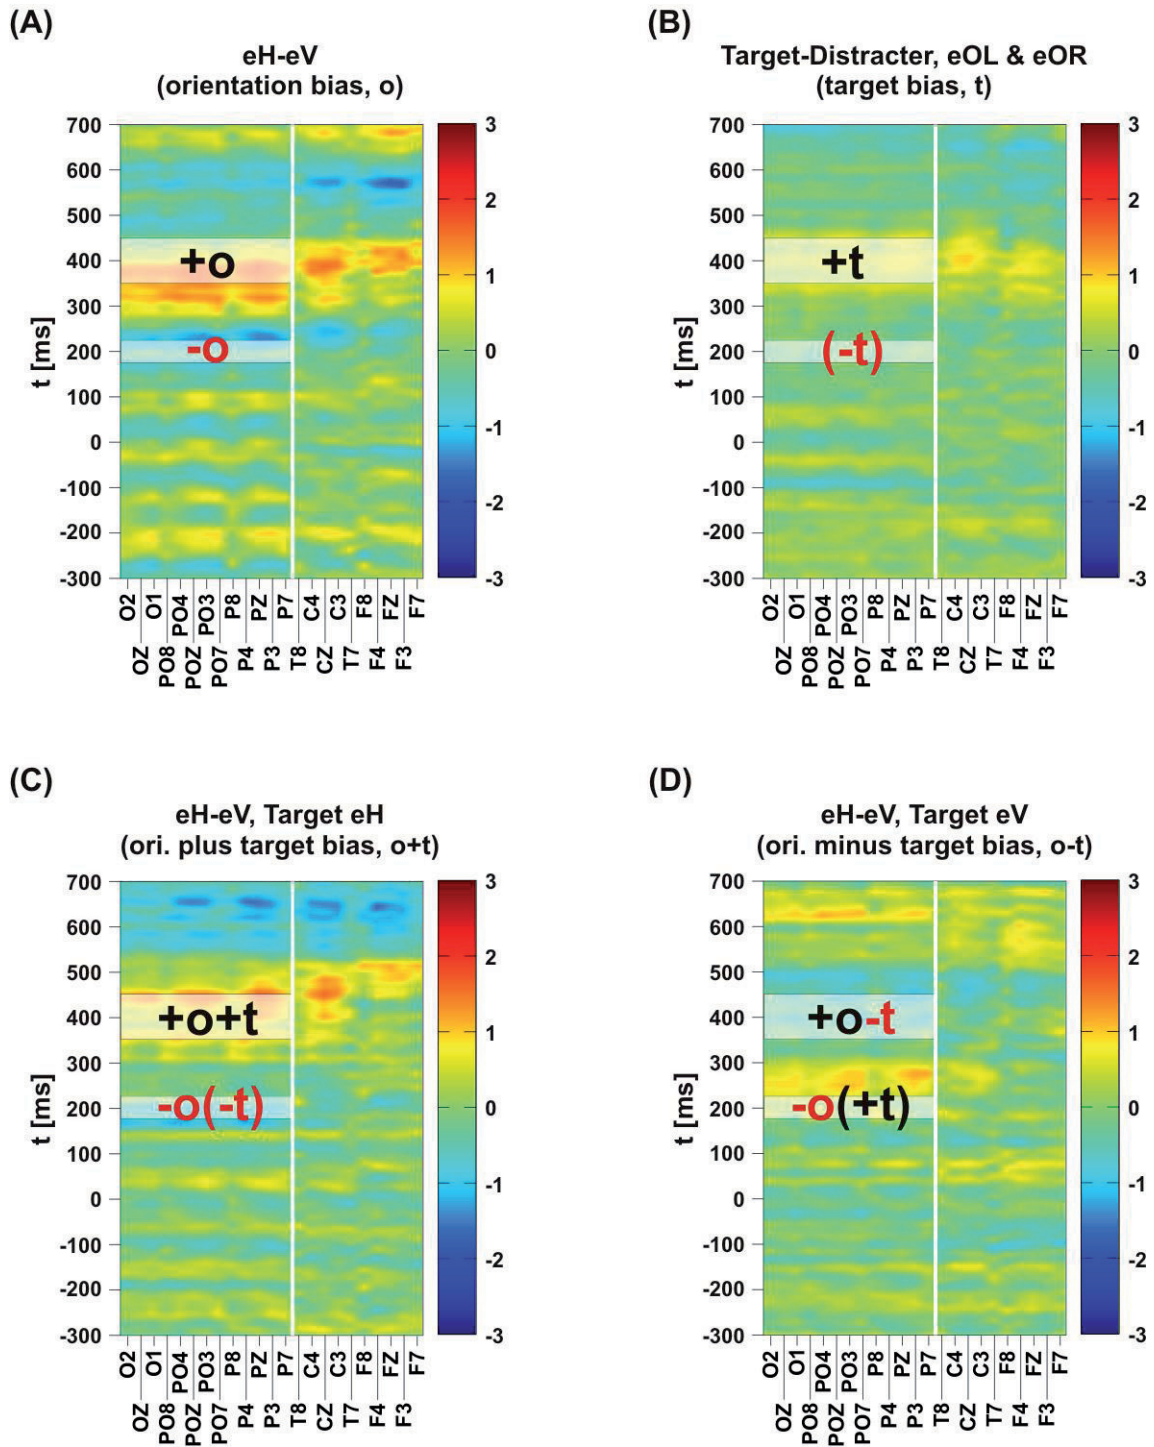 (A)
eH-eV
(orientation bias, o)
700
600
500
400
300
200
100
0
-100
-200
-300
t [ms]
+o
-o
3
2
1
0
-1
-2
-3
O2 O1 PO4 PO3 P8 PZ P7 C4 C3 F8 FZ F7
OZ PO8 POZ PO7 P4 P3 T8 CZ T7 F4 F3
(B)
Target-Distracter, eOL & eOR
(target bias, t)
700
600
500
400
300
200
100
0
-100
-200
-300
t [ms]
+t
(-t)
3
2
1
0
-1
-2
-3
O2 O1 PO4 PO3 P8 PZ P7 C4 C3 F8 FZ F7
OZ PO8 POZ PO7 P4 P3 T8 CZ T7 F4 F3
(C)
eH-eV, Target eH
(ori. plus target bias, o+t)
700
600
500
400
300
200
100
0
-100
-200
-300
t [ms]
+o+t
-o(-t)
3
2
1
0
-1
-2
-3
O2 O1 PO4 PO3 P8 PZ P7 C4 C3 F8 FZ F7
OZ PO8 POZ PO7 P4 P3 T8 CZ T7 F4 F3
(D)
eH-eV, Target eV
(ori. minus target bias, o-t)
700
600
500
400
300
200
100
0
-100
-200
-300
t [ms]
+o-t
-o(+t)
3
2
1
0
-1
-2
-3
O2 O1 PO4 PO3 P8 PZ P7 C4 C3 F8 FZ F7
OZ PO8 POZ PO7 P4 P3 T8 CZ T7 F4 F3